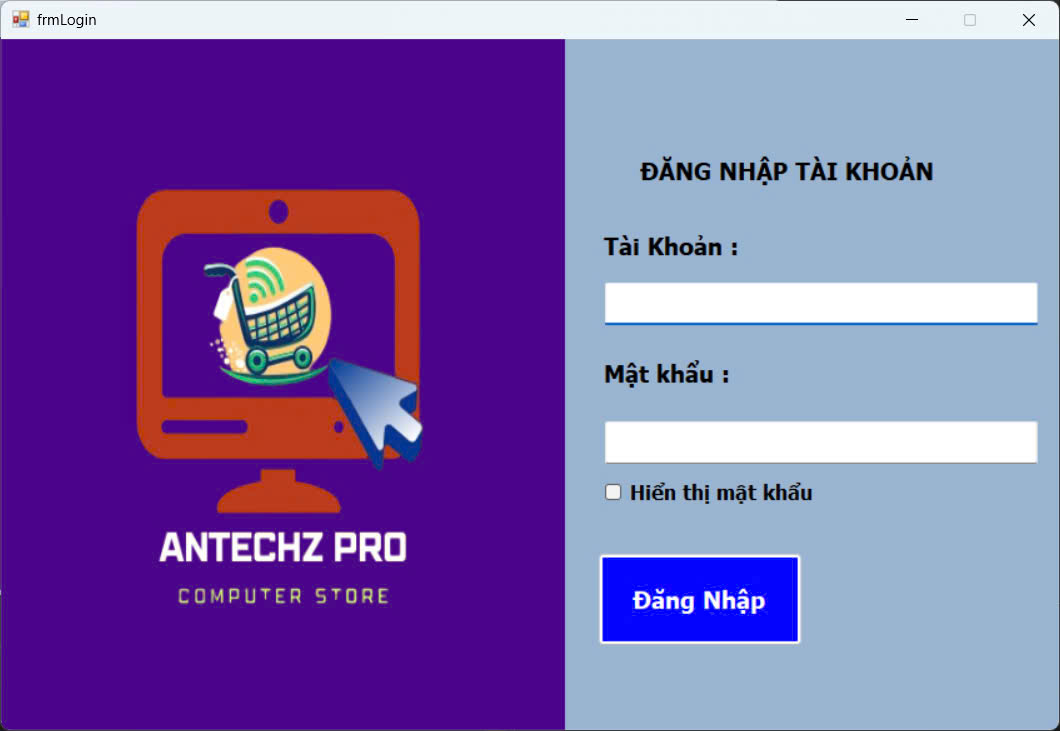 frmLogin
ANTECHZ PRO
COMPUTER STORE
ĐĂNG NHẬP TÀI KHOẢN
Tài Khoản :
Mật khẩu :
Hiển thị mật khẩu
Đăng Nhập